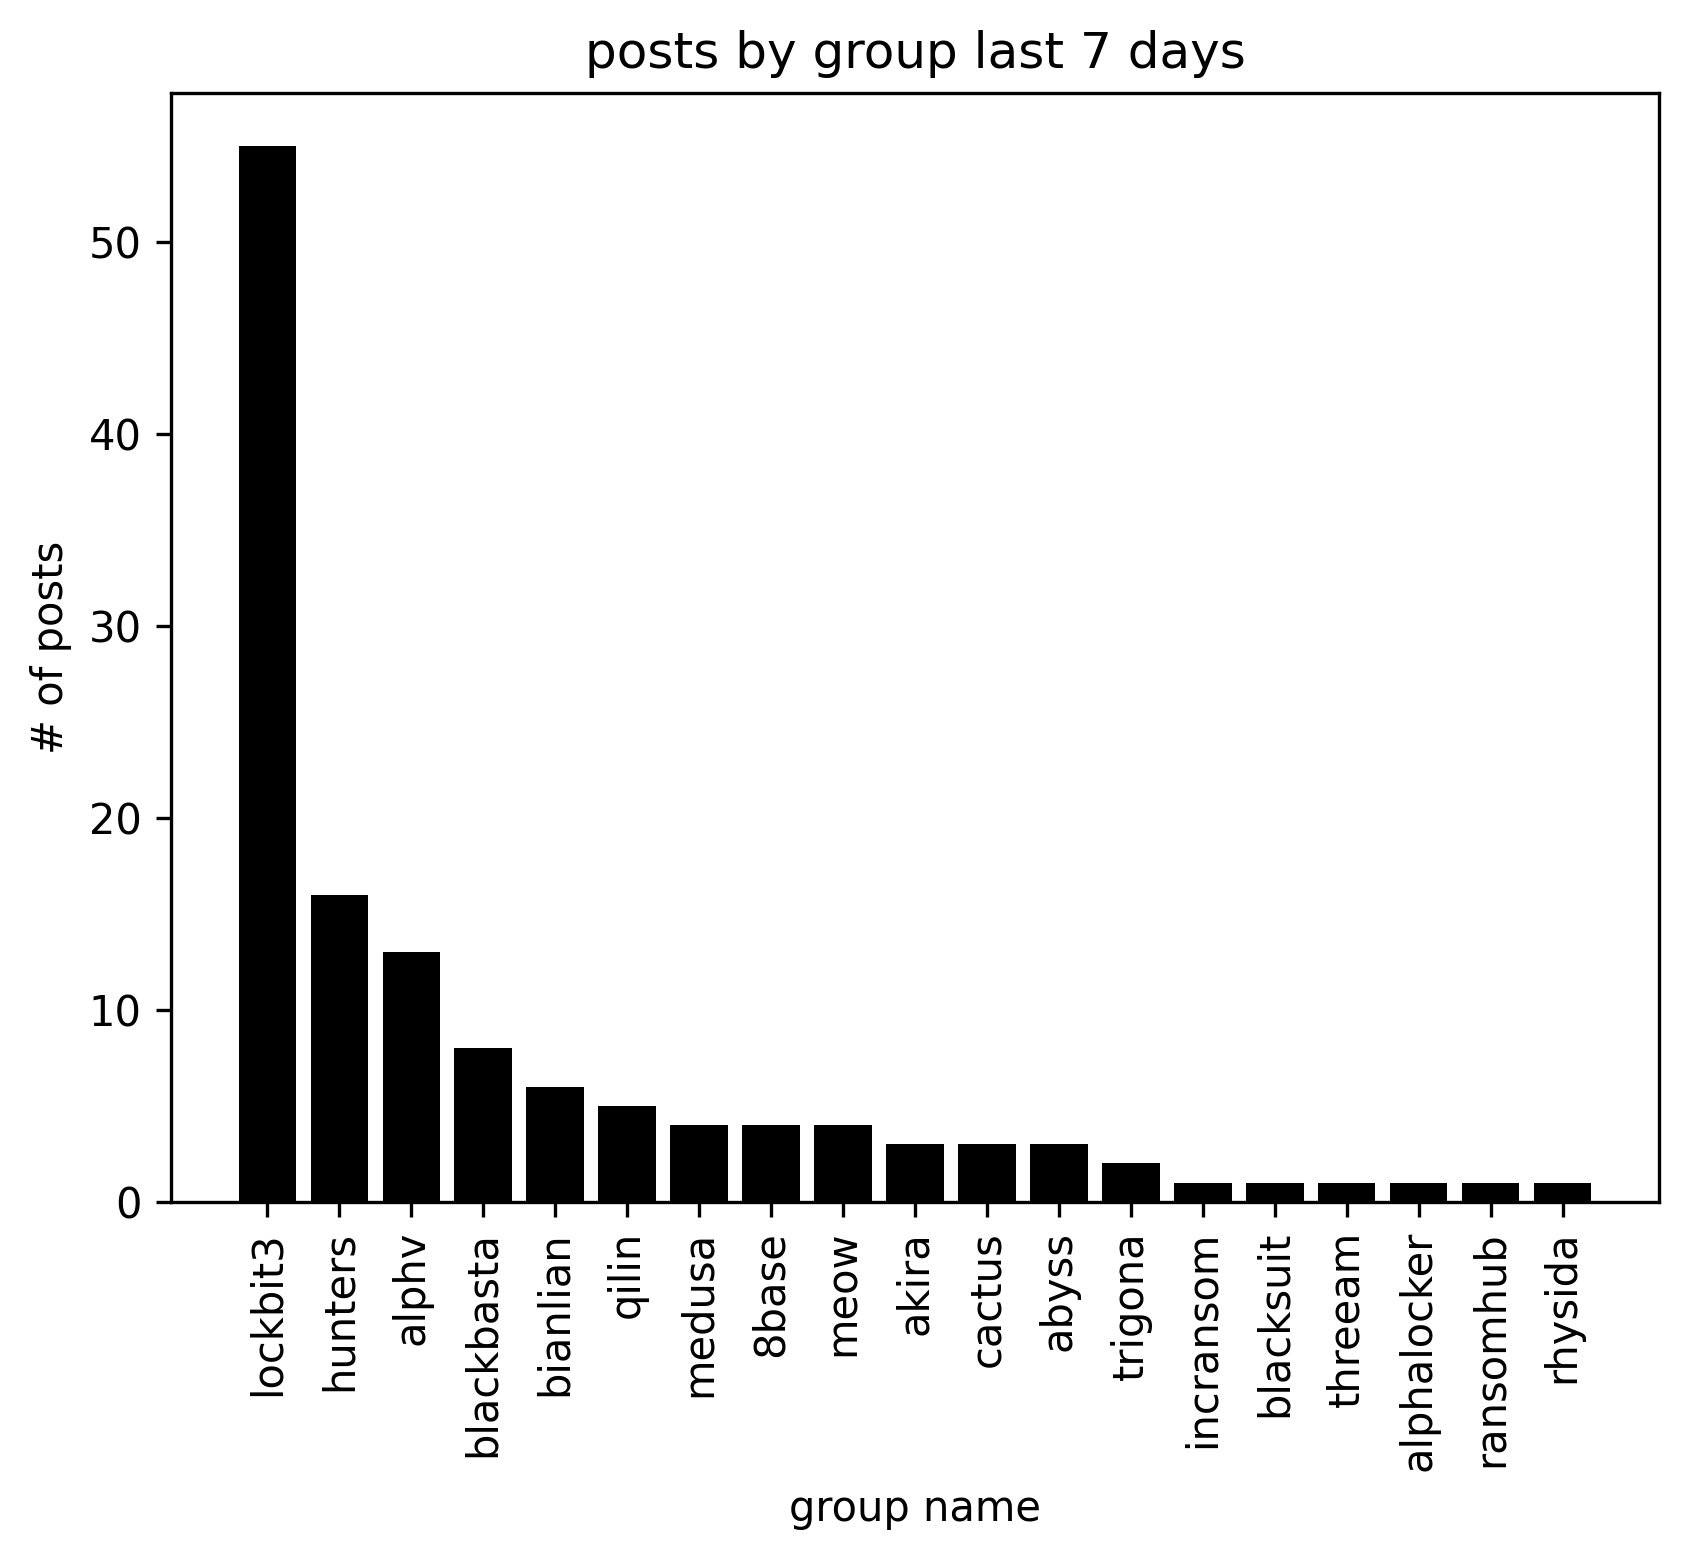 posts by group last 7 days
# of posts
50
40
30
20
10
0
lockbit3
hunters
alphv
blackbasta
bianlian
qilin
medusa
8base
meow
akira
cactus
abyss
trigona
incransom
blacksuit
threeam
alphalocker
ransomhub
rhysida
group name